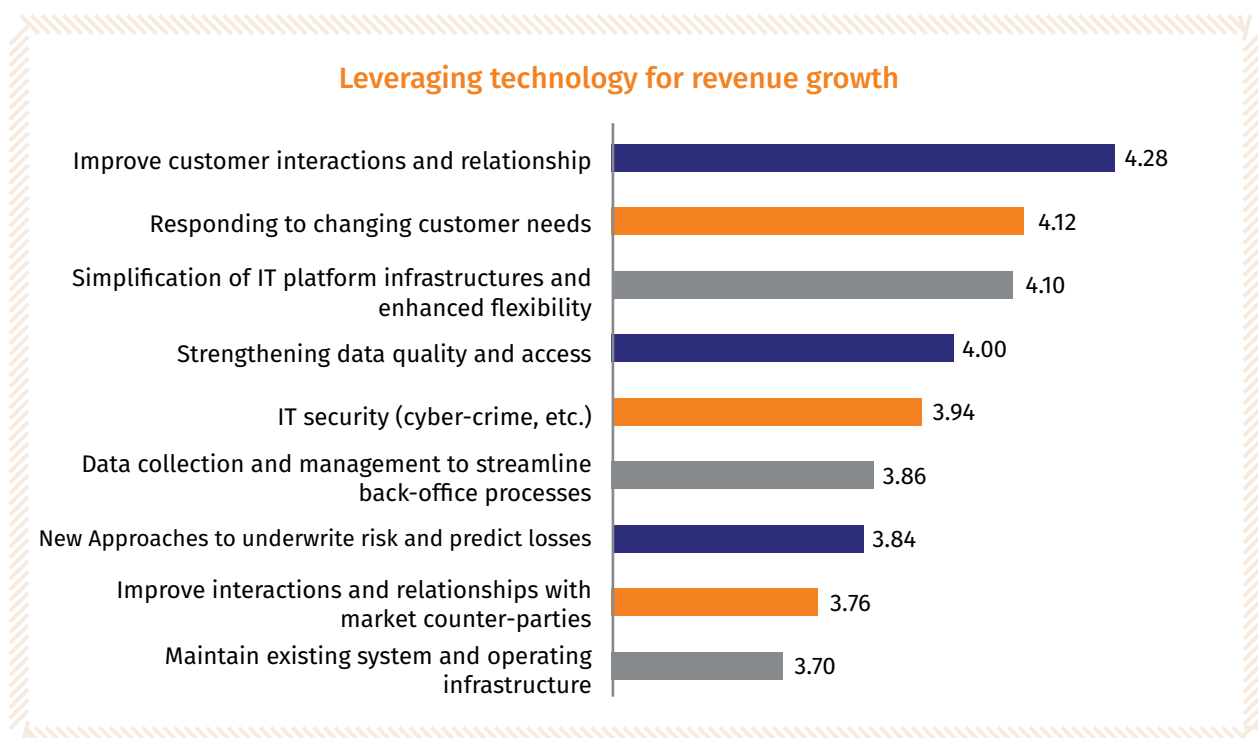 Leveraging technology for revenue growth
Improve customer interactions and relationship
4.28
Responding to changing customer needs
4.12
Simplification of IT platform infrastructures and
enhanced flexibility
4.10
Strengthening data quality and access
4.00
IT security (cyber-crime, etc.)
3.94
Data collection and management to streamline
back-office processes
3.86
New Approaches to underwrite risk and predict losses
3.84
Improve interactions and relationships with
market counter-parties
3.76
Maintain existing system and operating
infrastructure
3.70